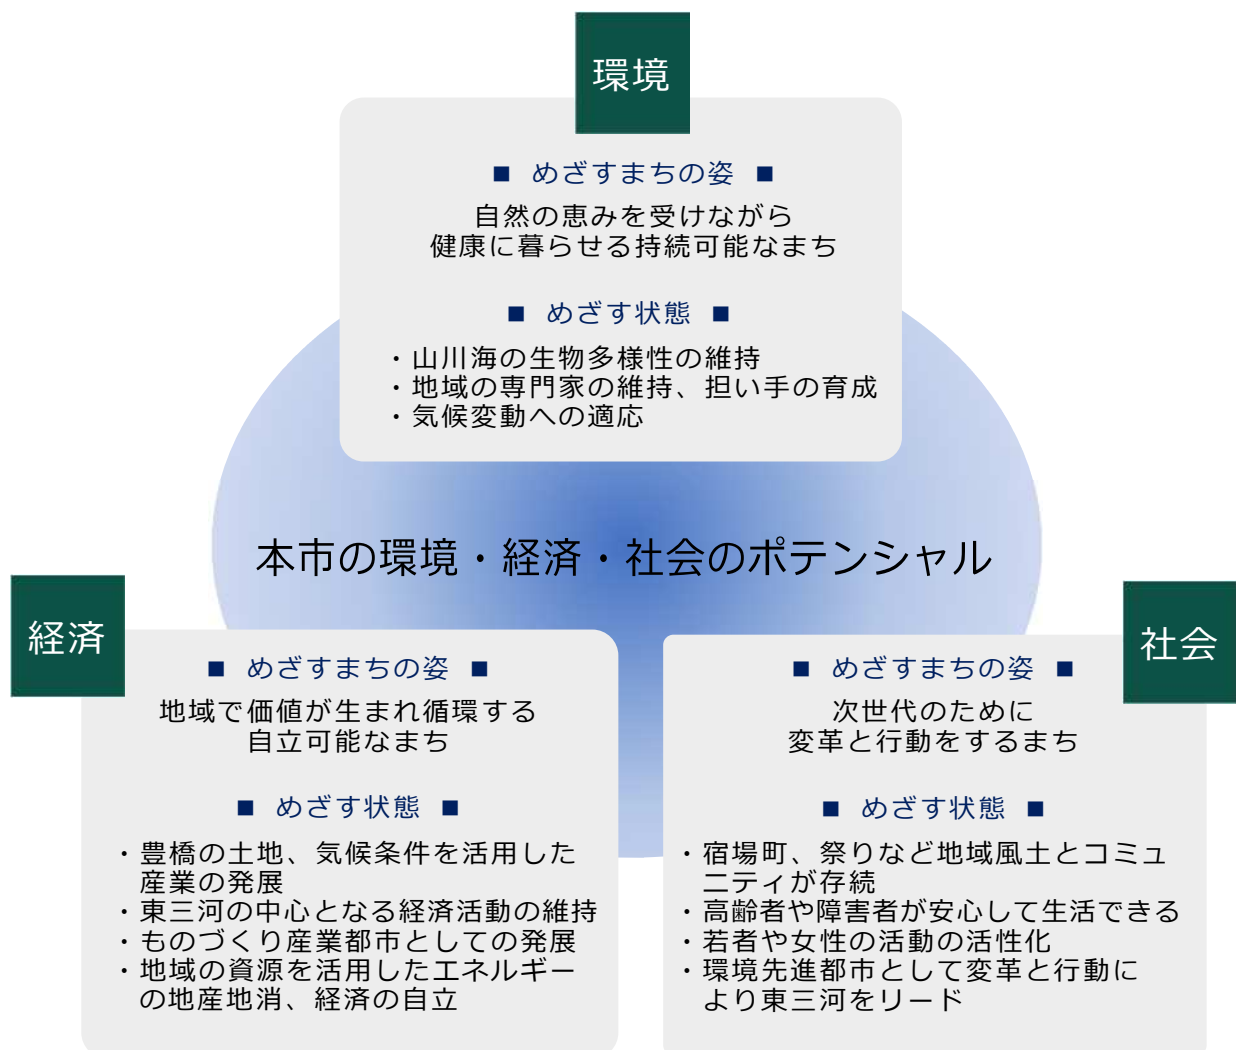 環境
■ めざすまちの姿 ■
自然の恵みを受けながら
健康に暮らせる持続可能なまち
■ めざす状態 ■
・山川海の生物多様性の維持
・地域の専門家の維持、担い手の育成
・気候変動への適応
本市の環境・経済・社会のポテンシャル
経済
■ めざすまちの姿 ■
地域で価値が生まれ循環する
自立可能なまち
■ めざす状態 ■
・豊橋の土地、気候条件を活用した
産業の発展
・東三河の中心となる経済活動の維持
・ものづくり産業都市としての発展
・地域の資源を活用したエネルギー
の地産地消、経済の自立
社会
■ めざすまちの姿 ■
次世代のために
変革と行動をするまち
■ めざす状態 ■
・宿場町、祭りなど地域風土とコミュ
ニティが存続
・高齢者や障害者が安心して生活できる
・若者や女性の活動の活性化
・環境先進都市として変革と行動に
より東三河をリード